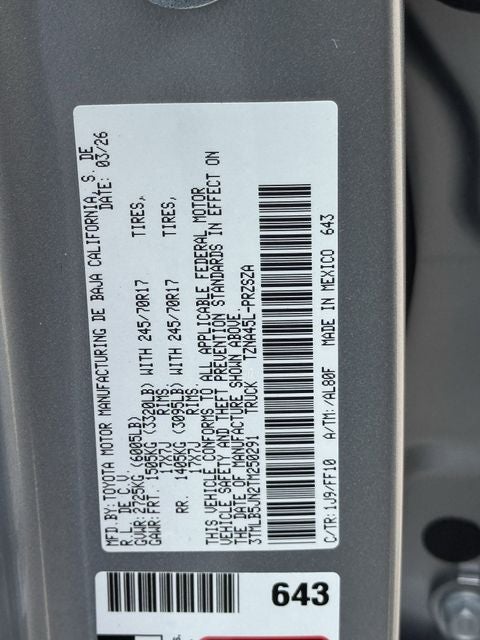 MFD.BY: TOYOTA MOTOR MANUFACTURING DE BAJA CALIFORNIA, S. DE
R.L. DE C.V. DATE: 03/26
GVWR: 2725KG (6005LB)
GAWR: FRT. 1505KG (3320LB) WITH 245/70R17 TIRES,
17X7J RIMS,
RR. 1405KG (3095LB) WITH 245/70R17 TIRES,
17X7J RIMS.
THIS VEHICLE CONFORMS TO ALL APPLICABLE FEDERAL MOTOR
VEHICLE SAFETY AND THEFT PREVENTION STANDARDS IN EFFECT ON
THE DATE OF MANUFACTURE SHOWN ABOVE.
3TMLB5JN2TM250291 TRUCK TZNA45L-PRZSZA
C/TR: 1J9/FF10 A/TM: /AL80F MADE IN MEXICO 643
643